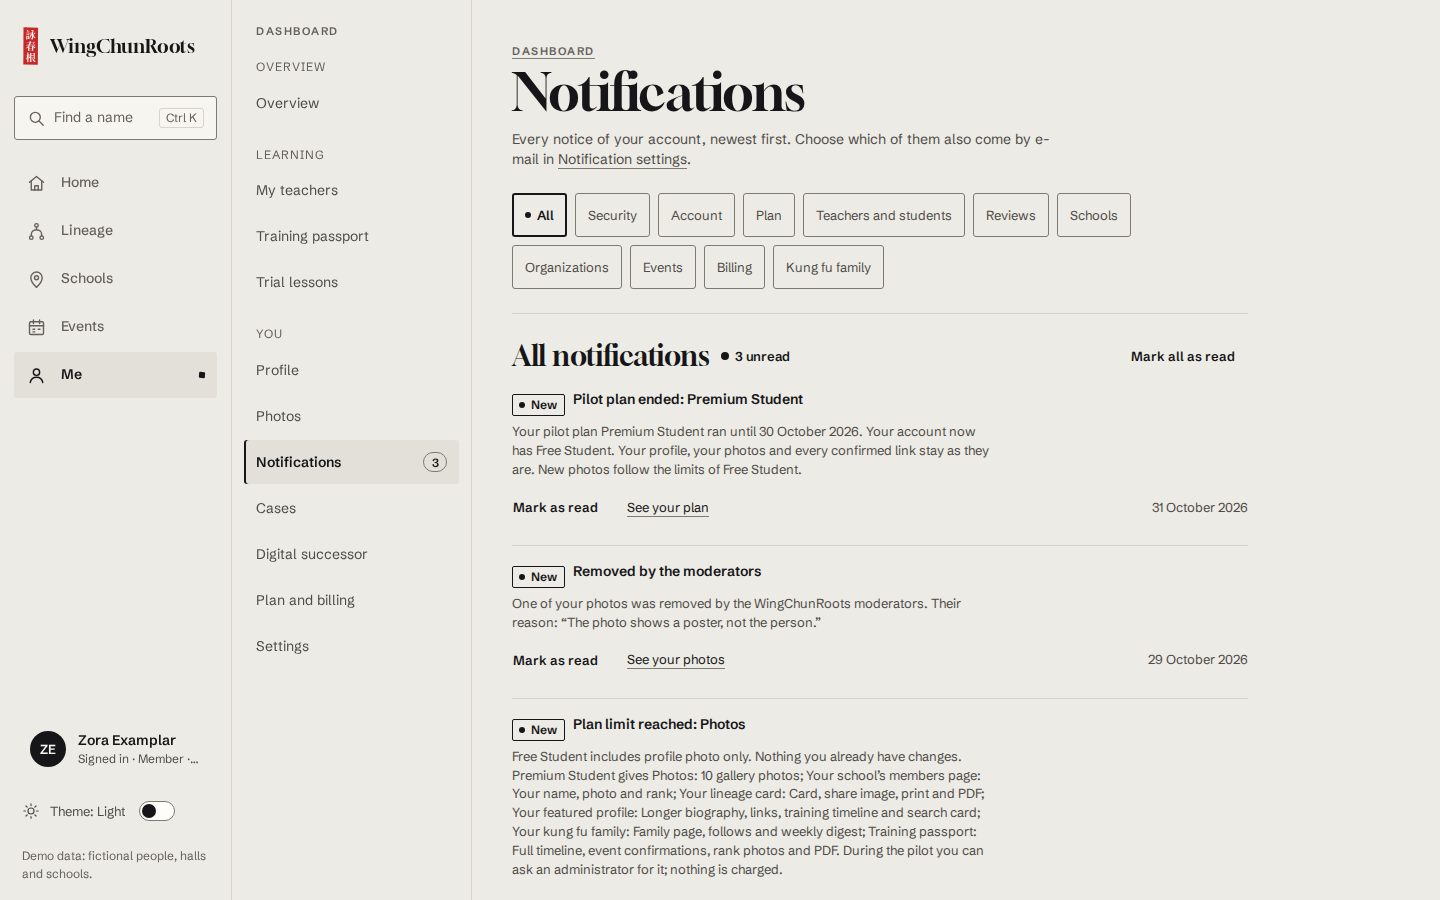 詠春根
WingChunRoots
Find a name
Ctrl K
Home
Lineage
Schools
Events
Me
ZE
Zora Examplar
Signed in · Member ·…
Theme: Light
Demo data: fictional people, halls
and schools.
DASHBOARD
OVERVIEW
Overview
LEARNING
My teachers
Training passport
Trial lessons
YOU
Profile
Photos
Notifications
3
Cases
Digital successor
Plan and billing
Settings
DASHBOARD
Notifications
Every notice of your account, newest first. Choose which of them also come by e-
mail in Notification settings.
All
Security
Account
Plan
Teachers and students
Reviews
Schools
Organizations
Events
Billing
Kung fu family
All notifications
3 unread
Mark all as read
New
Pilot plan ended: Premium Student
Your pilot plan Premium Student ran until 30 October 2026. Your account now
has Free Student. Your profile, your photos and every confirmed link stay as they
are. New photos follow the limits of Free Student.
Mark as read
See your plan
31 October 2026
New
Removed by the moderators
One of your photos was removed by the WingChunRoots moderators. Their
reason: “The photo shows a poster, not the person.”
Mark as read
See your photos
29 October 2026
New
Plan limit reached: Photos
Free Student includes profile photo only. Nothing you already have changes.
Premium Student gives Photos: 10 gallery photos; Your school’s members page:
Your name, photo and rank; Your lineage card: Card, share image, print and PDF;
Your featured profile: Longer biography, links, training timeline and search card;
Your kung fu family: Family page, follows and weekly digest; Training passport:
Full timeline, event confirmations, rank photos and PDF. During the pilot you can
ask an administrator for it; nothing is charged.